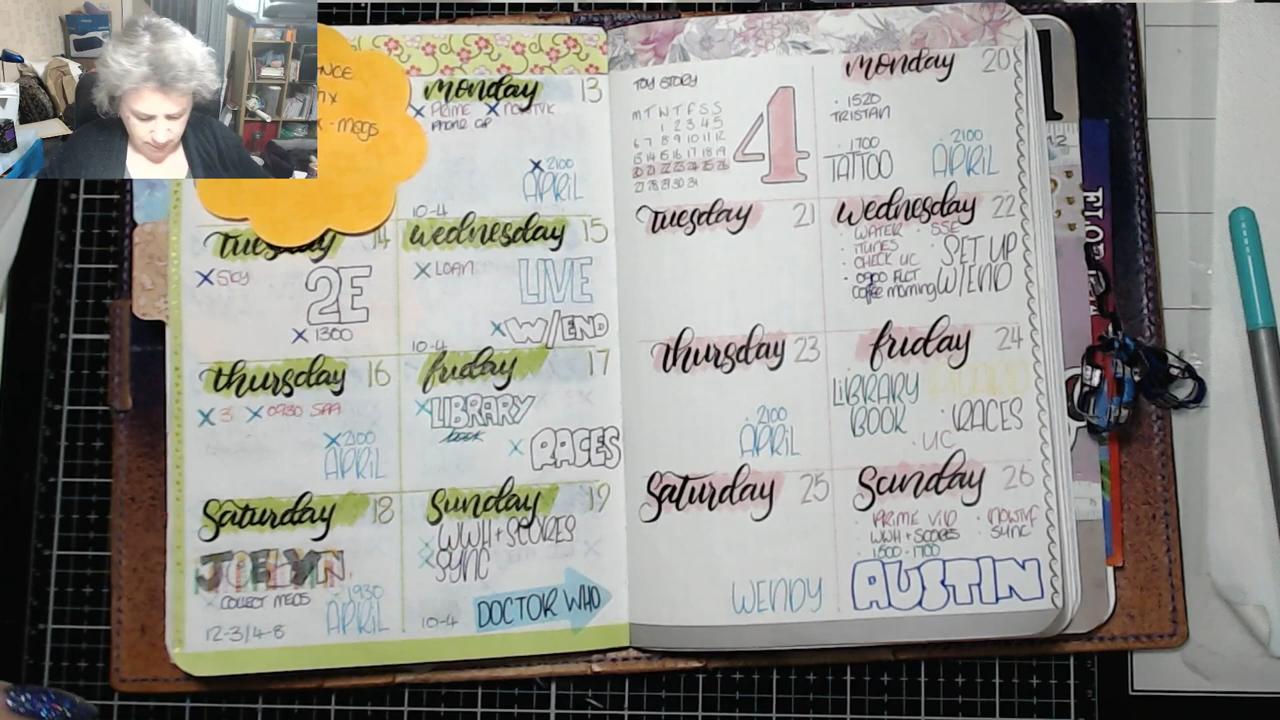 monday 13
X PRIME X NOWTVK
PHONE UP
X 2100
APRIL
10-4
- megs
tuesday 14
X Sky
2E
X 1300
wednesday 15
X LOAN
LIVE
X W/END
10-4
thursday 16
X 3 X 0930 SAA
X 2100
APRIL
friday 17
X LIBRARY
book
X RACES
saturday 18
JOELYN
COLLECT MEDS
1930
APRIL
12-3/4-8
sunday 19
WWH + SCORES
SYNC
10-4
DOCTOR WHO
TOY STORY
M T W T F S S
1 2 3 4 5
6 7 8 9 10 11 12
13 14 15 16 17 18 19
20 21 22 23 24 25 26
27 28 29 30 31
4
monday 20
· 1520
TRISTAN
· 1700
TATTOO
· 2100
APRIL
tuesday 21
wednesday 22
· WATER · SSE
· iTUNES
· CHECK UC
SET UP
W/END
· 0900 FLCT
coffee morning
thursday 23
· 2100
APRIL
friday 24
LIBRARY
BOOK
· RACES
· UC
saturday 25
WENDY
sunday 26
· PRIME VID · NOWTVF
· WWH + SCORES · SYNC
· 1500 - 1700
AUSTIN